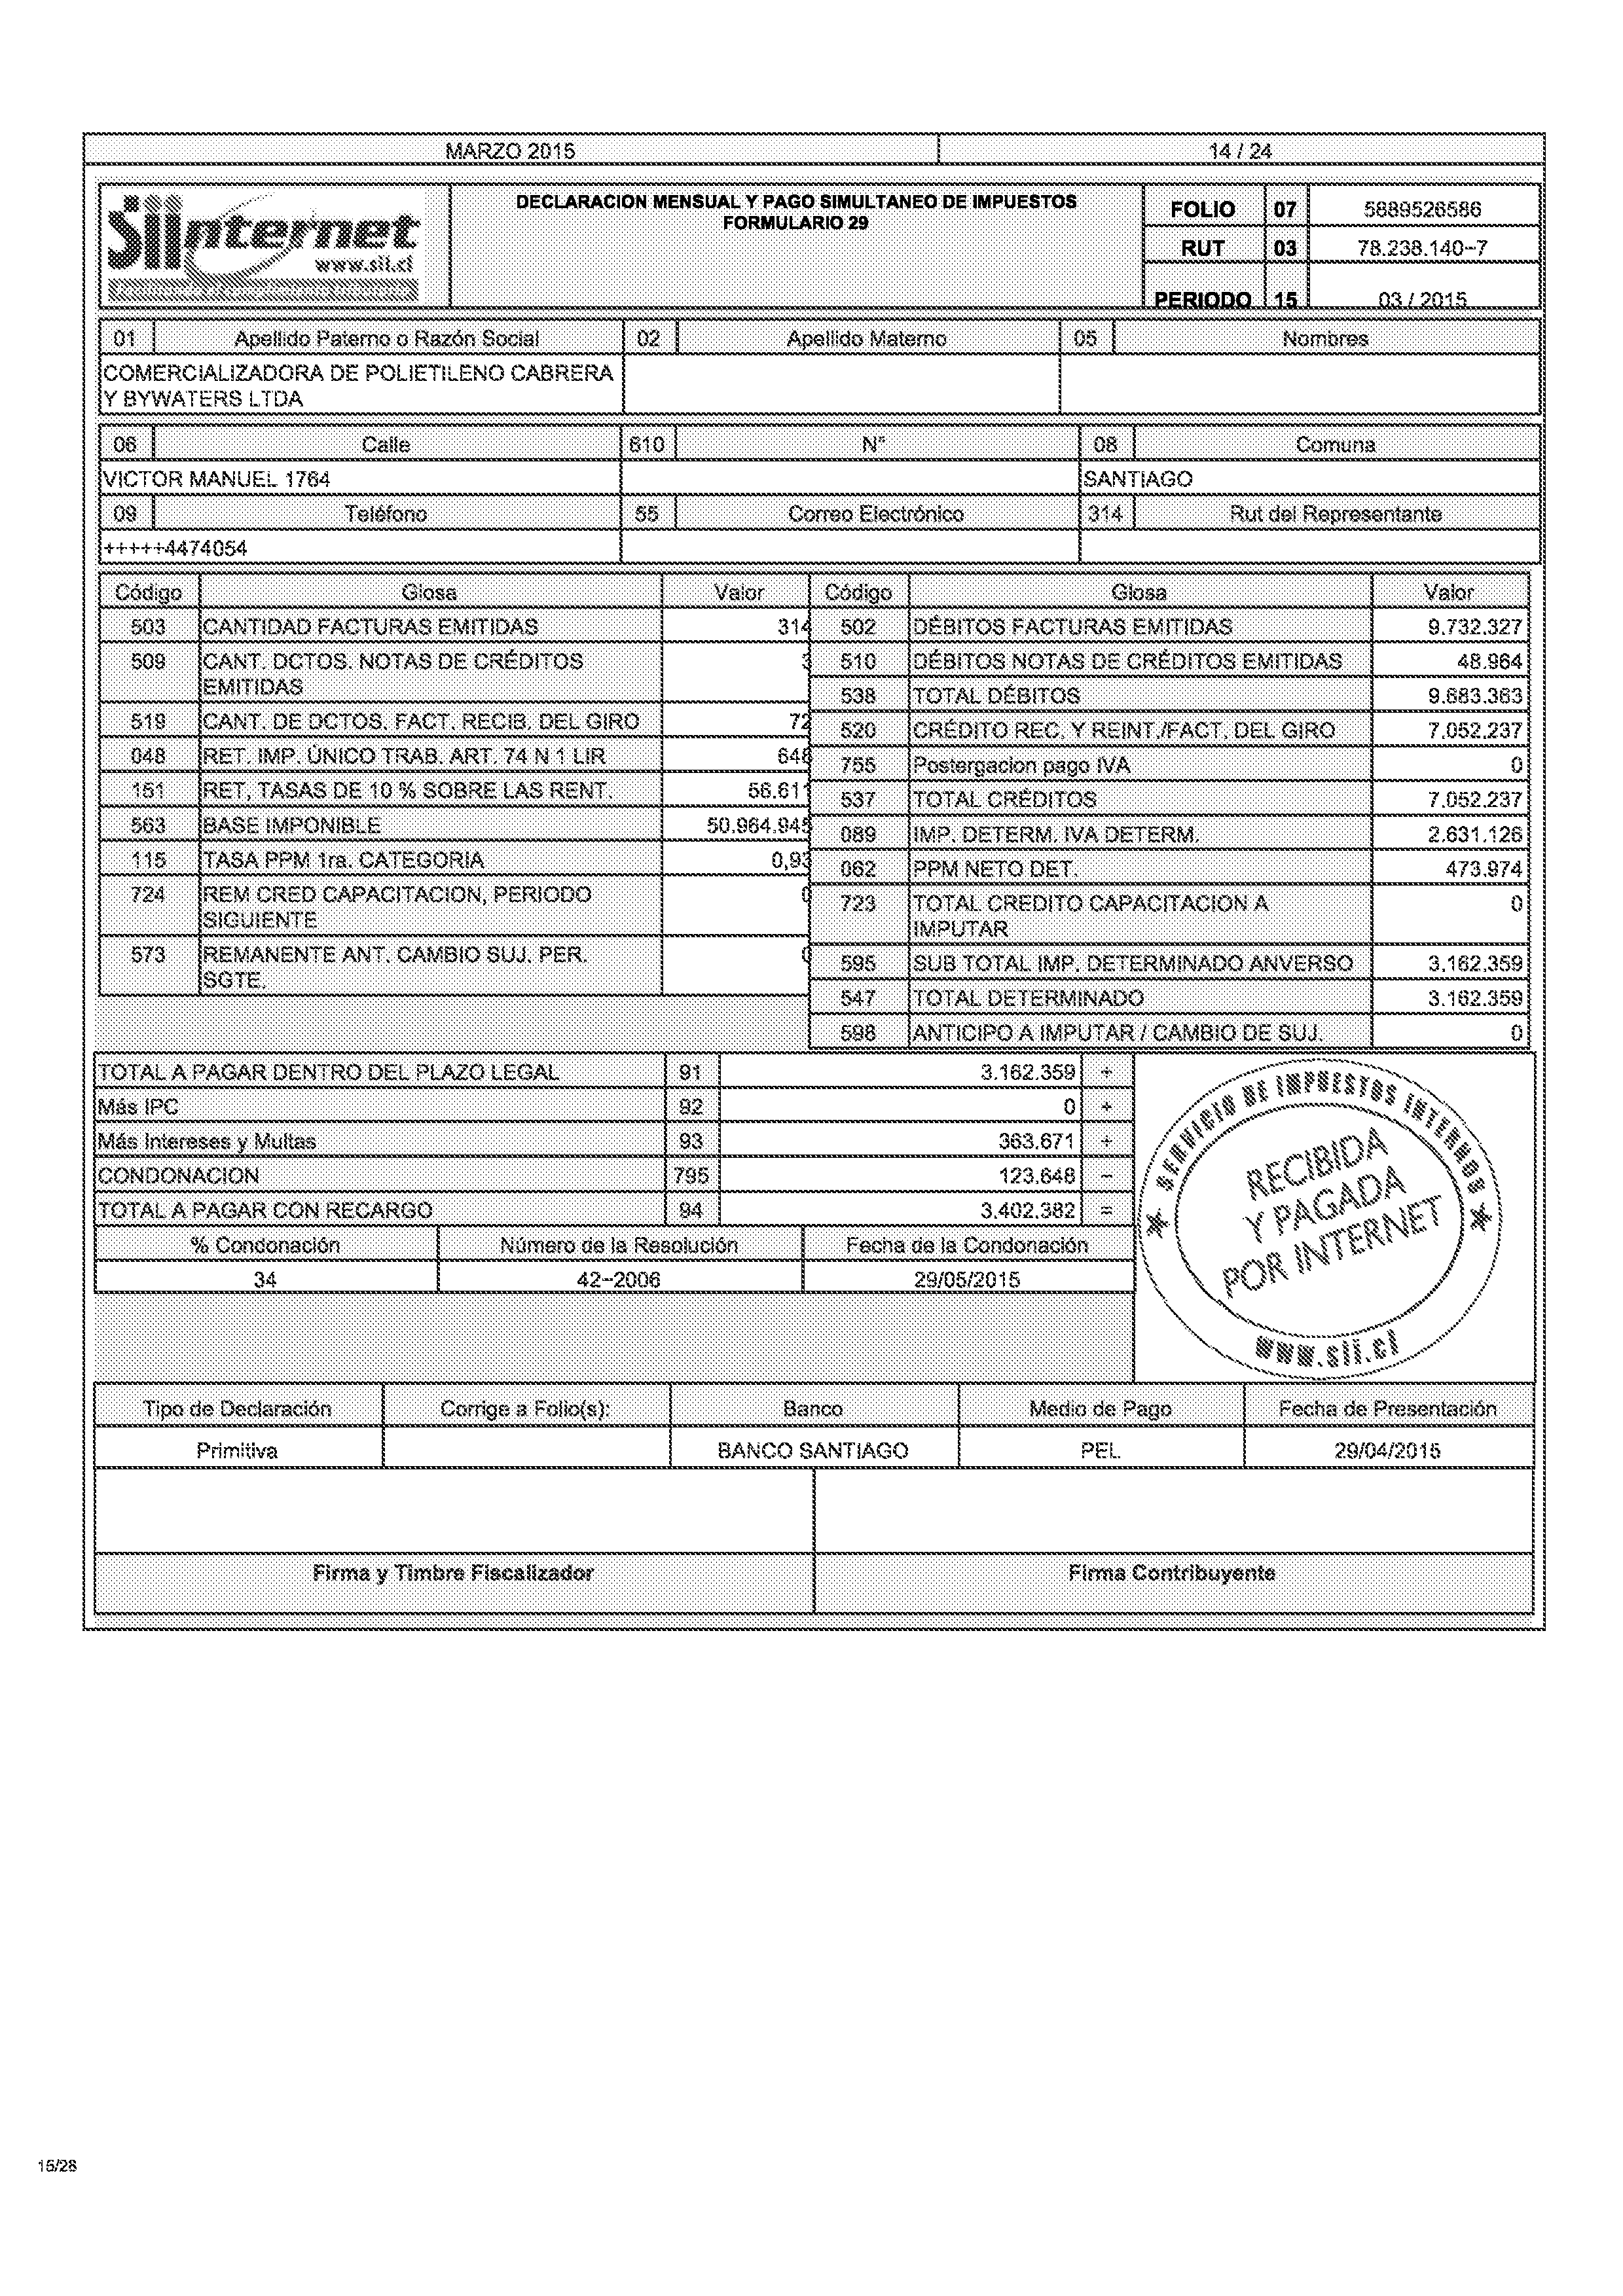 MARZO 2015 14 / 24
SiiInternet
www.sii.cl
DECLARACION MENSUAL Y PAGO SIMULTANEO DE IMPUESTOS
FORMULARIO 29
FOLIO 07 5889526586
RUT 03 78.238.140-7
PERIODO 15 03 / 2015
01 Apellido Paterno o Razón Social 02 Apellido Materno 05 Nombres
COMERCIALIZADORA DE POLIETILENO CABRERA
Y BYWATERS LTDA
06 Calle 610 N° 08 Comuna
VICTOR MANUEL 1764 SANTIAGO
09 Teléfono 55 Correo Electrónico 314 Rut del Representante
+++++4474054
Código Glosa Valor
503 CANTIDAD FACTURAS EMITIDAS 314
509 CANT. DCTOS. NOTAS DE CRÉDITOS 3
EMITIDAS
519 CANT. DE DCTOS. FACT. RECIB. DEL GIRO 72
048 RET. IMP. ÚNICO TRAB. ART. 74 N 1 LIR 648
151 RET, TASAS DE 10 % SOBRE LAS RENT. 56.611
563 BASE IMPONIBLE 50.964.945
115 TASA PPM 1ra. CATEGORIA 0,93
724 REM CRED CAPACITACION, PERIODO 0
SIGUIENTE
573 REMANENTE ANT. CAMBIO SUJ. PER. 0
SGTE.
Código Glosa Valor
502 DÉBITOS FACTURAS EMITIDAS 9.732.327
510 DÉBITOS NOTAS DE CRÉDITOS EMITIDAS 48.964
538 TOTAL DÉBITOS 9.683.363
520 CRÉDITO REC. Y REINT./FACT. DEL GIRO 7.052.237
755 Postergacion pago IVA 0
537 TOTAL CRÉDITOS 7.052.237
089 IMP. DETERM. IVA DETERM. 2.631.126
062 PPM NETO DET. 473.974
723 TOTAL CREDITO CAPACITACION A 0
IMPUTAR
595 SUB TOTAL IMP. DETERMINADO ANVERSO 3.162.359
547 TOTAL DETERMINADO 3.162.359
598 ANTICIPO A IMPUTAR / CAMBIO DE SUJ. 0
TOTAL A PAGAR DENTRO DEL PLAZO LEGAL 91 3.162.359 +
Más IPC 92 0 +
Más Intereses y Multas 93 363.671 +
CONDONACION 795 123.648 -
TOTAL A PAGAR CON RECARGO 94 3.402.382 =
% Condonación Número de la Resolución Fecha de la Condonación
34 42-2006 29/05/2015
SERVICIO DE IMPUESTOS INTERNOS
RECIBIDA
Y PAGADA
POR INTERNET
www.sii.cl
Tipo de Declaración Corrige a Folio(s): Banco Medio de Pago Fecha de Presentación
Primitiva BANCO SANTIAGO PEL 29/04/2015
Firma y Timbre Fiscalizador Firma Contribuyente
15/28